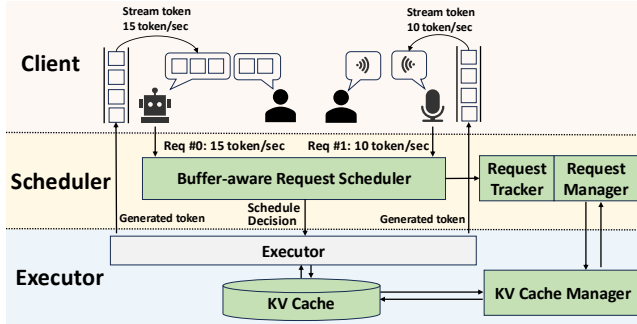 Stream token
15 token/sec
Stream token
10 token/sec
Client
Req #0: 15 token/sec
Req #1: 10 token/sec
Scheduler
Buffer-aware Request Scheduler
Request
Tracker
Request
Manager
Generated token
Schedule
Decision
Generated token
Executor
Executor
KV Cache
KV Cache Manager